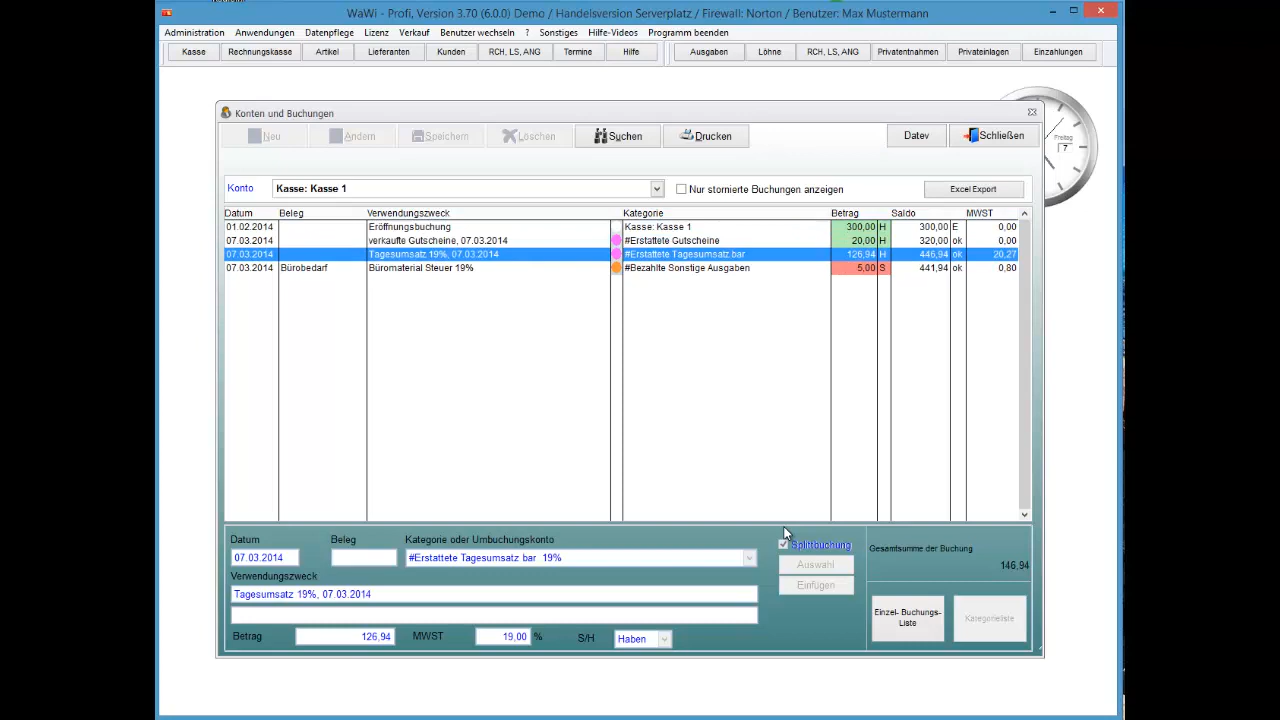 WaWi - Profi, Version 3.70 (6.0.0) Demo / Handelsversion Serverplatz / Firewall: Norton / Benutzer: Max Mustermann
Administration Anwendungen Datenpflege Lizenz Verkauf Benutzer wechseln ? Sonstiges Hilfe-Videos Programm beenden
Kasse Rechnungskasse Artikel Lieferanten Kunden RCH, LS, ANG Termine Hilfe Ausgaben Löhne RCH, LS, ANG Privatentnahmen Privateinlagen Einzahlungen
Freitag
7
Konten und Buchungen
Neu Ändern Speichern Löschen Suchen Drucken Datev Schließen
Konto Kasse: Kasse 1 Nur stornierte Buchungen anzeigen Excel Export
Datum Beleg Verwendungszweck Kategorie Betrag Saldo MWST
01.02.2014 Eröffnungsbuchung Kasse: Kasse 1 300,00 H 300,00 E 0,00
07.03.2014 verkaufte Gutscheine, 07.03.2014 #Erstattete Gutscheine 20,00 H 320,00 ok 0,00
07.03.2014 Tagesumsatz 19%, 07.03.2014 #Erstattete Tagesumsatz bar 126,94 H 446,94 ok 20,27
07.03.2014 Bürobedarf Büromaterial Steuer 19% #Bezahlte Sonstige Ausgaben 5,00 S 441,94 ok 0,80
Datum Beleg Kategorie oder Umbuchungskonto Splittbuchung Gesamtsumme der Buchung
07.03.2014 #Erstattete Tagesumsatz bar 19% Auswahl 146,94
Verwendungszweck Einfügen
Tagesumsatz 19%, 07.03.2014
Einzel- Buchungs-
Liste Kategorieliste
Betrag 126,94 MWST 19,00 % S/H Haben